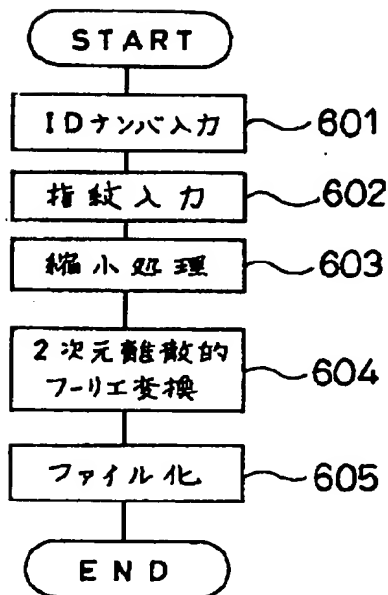 START
IDナンバ入力
601
指紋入力
602
縮小処理
603
2次元離散的
フーリエ変換
604
ファイル化
605
END